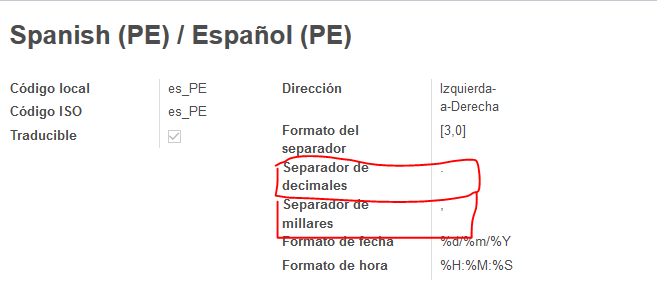 Spanish (PE) / Español (PE)
Código local es_PE
Código ISO es_PE
Traducible
Dirección Izquierda-
a-Derecha
Formato del [3,0]
separador
Separador de .
decimales
Separador de ,
millares
Formato de fecha %d/%m/%Y
Formato de hora %H:%M:%S